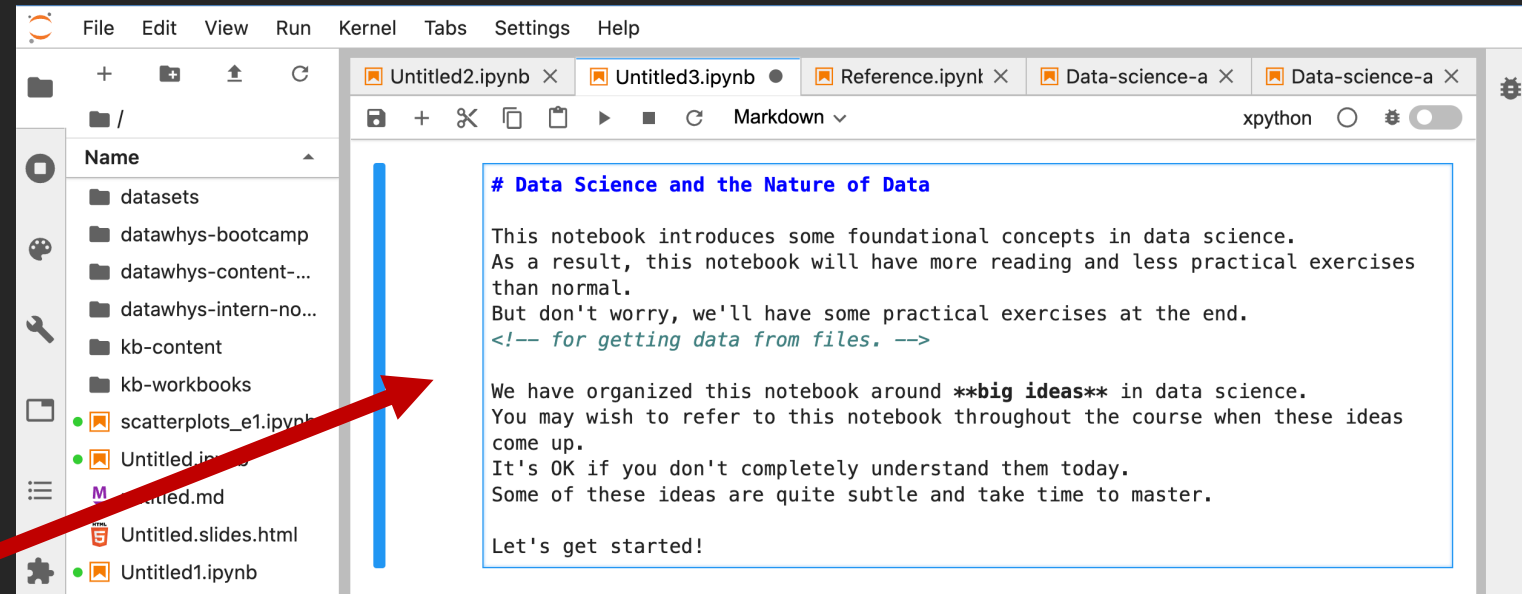 File Edit View Run Kernel Tabs Settings Help
Untitled2.ipynb Untitled3.ipynb Reference.ipynb Data-science-a Data-science-a
/
Markdown
xpython
Name
datasets
datawhys-bootcamp
datawhys-content-...
datawhys-intern-no...
kb-content
kb-workbooks
scatterplots_e1.ipynb
Untitled.ipynb
M
Untitled.md
HTML
5
Untitled.slides.html
Untitled1.ipynb
# Data Science and the Nature of Data
This notebook introduces some foundational concepts in data science.
As a result, this notebook will have more reading and less practical exercises
than normal.
But don't worry, we'll have some practical exercises at the end.
<!-- for getting data from files. -->
We have organized this notebook around **big ideas** in data science.
You may wish to refer to this notebook throughout the course when these ideas
come up.
It's OK if you don't completely understand them today.
Some of these ideas are quite subtle and take time to master.
Let's get started!